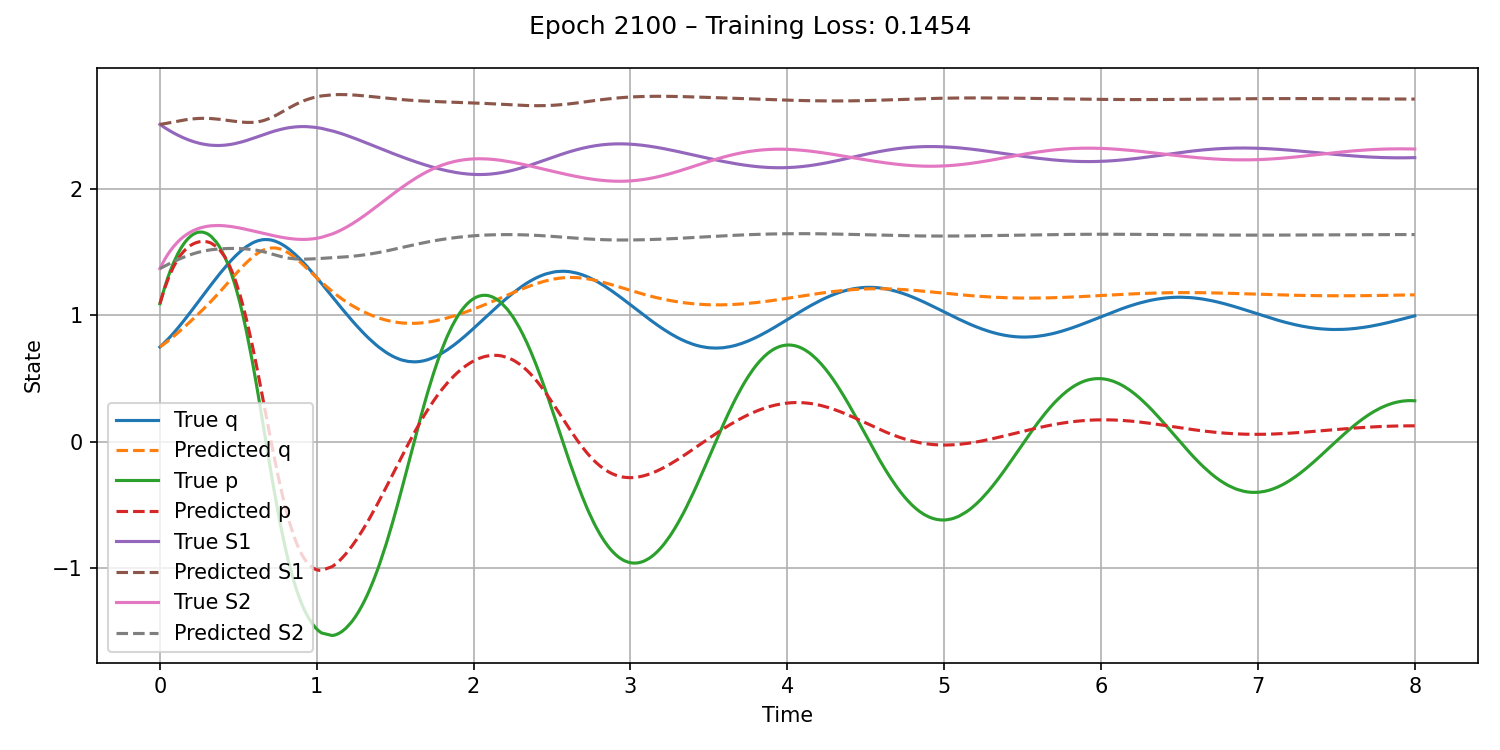 Epoch 2100 – Training Loss: 0.1454
State
2
1
0
−1
True q
Predicted q
True p
Predicted p
True S1
Predicted S1
True S2
Predicted S2
0 1 2 3 4 5 6 7 8
Time